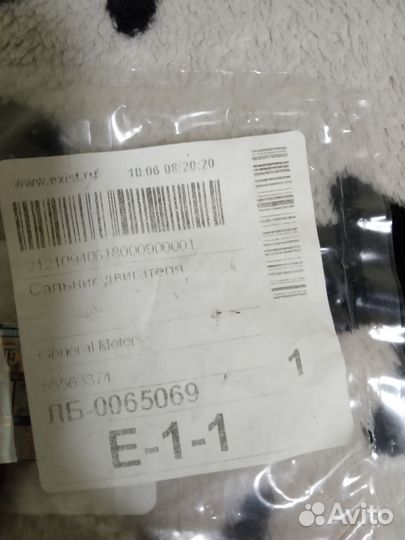 www.exist.ru 10.06 08:20:20
21210940618000900001
Сальник двигателя
General Motors
55563374
1
ЛБ-0065069
E-1-1
Avito